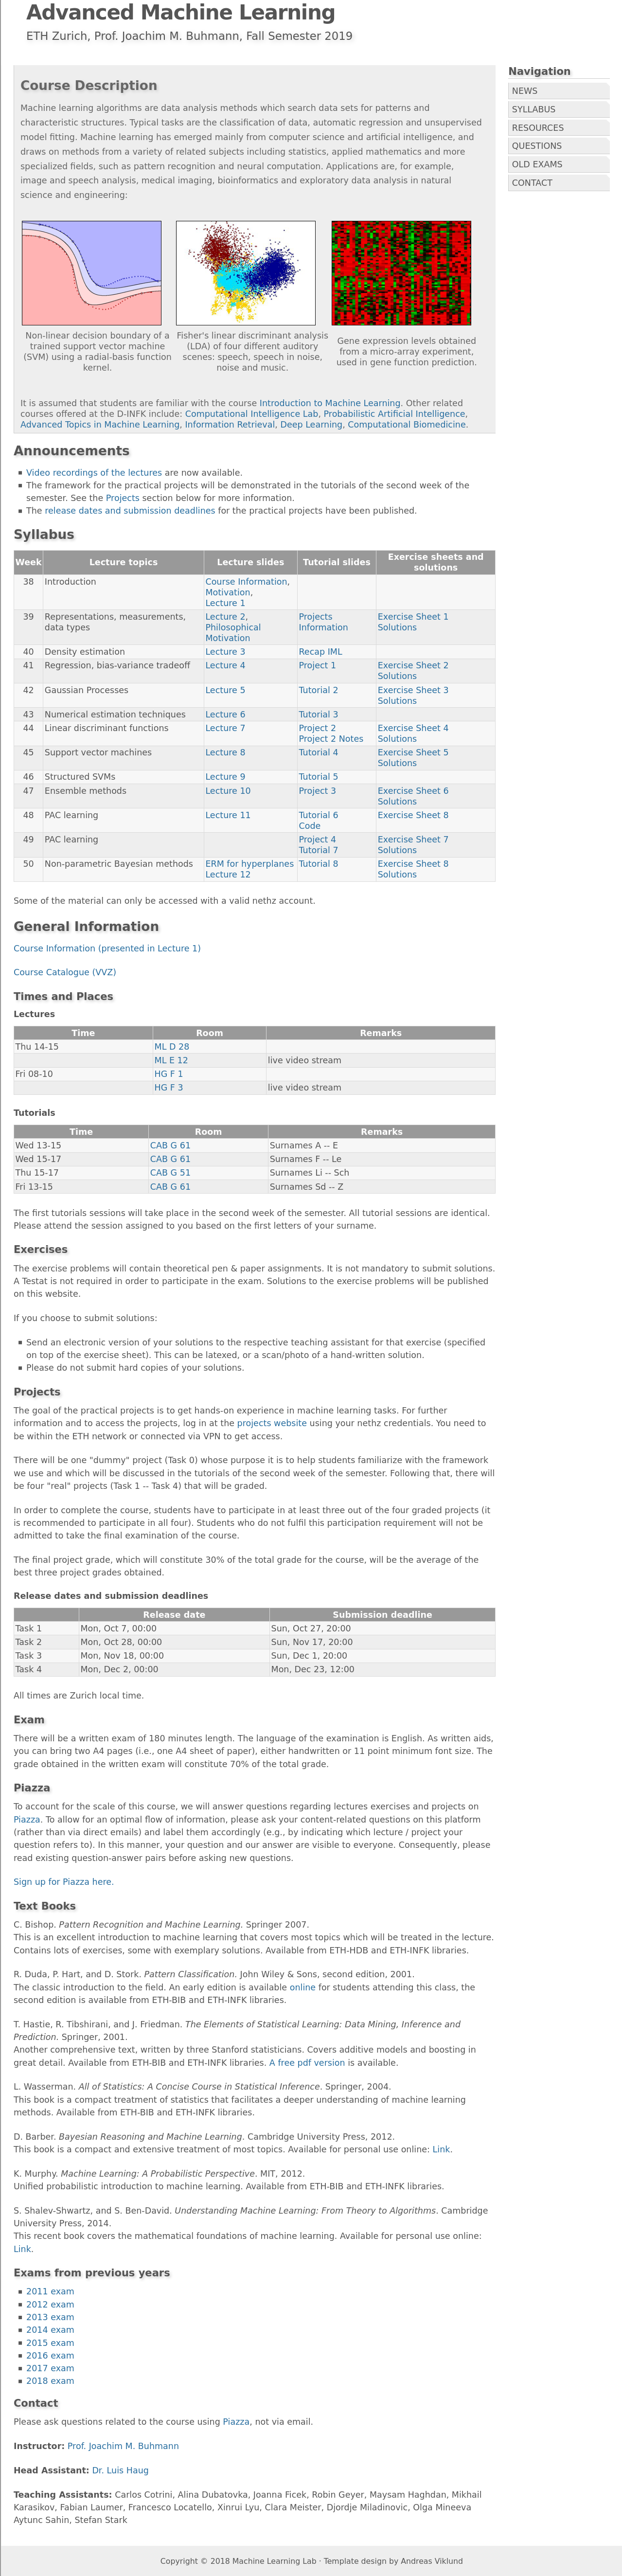 Advanced Machine Learning
ETH Zurich, Prof. Joachim M. Buhmann, Fall Semester 2019
Navigation
NEWS
SYLLABUS
RESOURCES
QUESTIONS
OLD EXAMS
CONTACT
Course Description
Machine learning algorithms are data analysis methods which search data sets for patterns and
characteristic structures. Typical tasks are the classification of data, automatic regression and unsupervised
model fitting. Machine learning has emerged mainly from computer science and artificial intelligence, and
draws on methods from a variety of related subjects including statistics, applied mathematics and more
specialized fields, such as pattern recognition and neural computation. Applications are, for example,
image and speech analysis, medical imaging, bioinformatics and exploratory data analysis in natural
science and engineering:
Non-linear decision boundary of a
trained support vector machine
(SVM) using a radial-basis function
kernel.
Fisher's linear discriminant analysis
(LDA) of four different auditory
scenes: speech, speech in noise,
noise and music.
Gene expression levels obtained
from a micro-array experiment,
used in gene function prediction.
It is assumed that students are familiar with the course Introduction to Machine Learning. Other related
courses offered at the D-INFK include: Computational Intelligence Lab, Probabilistic Artificial Intelligence,
Advanced Topics in Machine Learning, Information Retrieval, Deep Learning, Computational Biomedicine.
Announcements
Video recordings of the lectures are now available.
The framework for the practical projects will be demonstrated in the tutorials of the second week of the
semester. See the Projects section below for more information.
The release dates and submission deadlines for the practical projects have been published.
Syllabus
Week Lecture topics Lecture slides Tutorial slides Exercise sheets and
solutions
38 Introduction Course Information,
Motivation,
Lecture 1
39 Representations, measurements, Lecture 2, Projects Exercise Sheet 1
data types Philosophical Information Solutions
Motivation
40 Density estimation Lecture 3 Recap IML
41 Regression, bias-variance tradeoff Lecture 4 Project 1 Exercise Sheet 2
Solutions
42 Gaussian Processes Lecture 5 Tutorial 2 Exercise Sheet 3
Solutions
43 Numerical estimation techniques Lecture 6 Tutorial 3
44 Linear discriminant functions Lecture 7 Project 2 Exercise Sheet 4
Project 2 Notes Solutions
45 Support vector machines Lecture 8 Tutorial 4 Exercise Sheet 5
Solutions
46 Structured SVMs Lecture 9 Tutorial 5
47 Ensemble methods Lecture 10 Project 3 Exercise Sheet 6
Solutions
48 PAC learning Lecture 11 Tutorial 6 Exercise Sheet 8
Code
49 PAC learning Project 4 Exercise Sheet 7
Tutorial 7 Solutions
50 Non-parametric Bayesian methods ERM for hyperplanes Tutorial 8 Exercise Sheet 8
Lecture 12 Solutions
Some of the material can only be accessed with a valid nethz account.
General Information
Course Information (presented in Lecture 1)
Course Catalogue (VVZ)
Times and Places
Lectures
Time Room Remarks
Thu 14-15 ML D 28
ML E 12 live video stream
Fri 08-10 HG F 1
HG F 3 live video stream
Tutorials
Time Room Remarks
Wed 13-15 CAB G 61 Surnames A -- E
Wed 15-17 CAB G 61 Surnames F -- Le
Thu 15-17 CAB G 51 Surnames Li -- Sch
Fri 13-15 CAB G 61 Surnames Sd -- Z
The first tutorials sessions will take place in the second week of the semester. All tutorial sessions are identical.
Please attend the session assigned to you based on the first letters of your surname.
Exercises
The exercise problems will contain theoretical pen & paper assignments. It is not mandatory to submit solutions.
A Testat is not required in order to participate in the exam. Solutions to the exercise problems will be published
on this website.
If you choose to submit solutions:
Send an electronic version of your solutions to the respective teaching assistant for that exercise (specified
on top of the exercise sheet). This can be latexed, or a scan/photo of a hand-written solution.
Please do not submit hard copies of your solutions.
Projects
The goal of the practical projects is to get hands-on experience in machine learning tasks. For further
information and to access the projects, log in at the projects website using your nethz credentials. You need to
be within the ETH network or connected via VPN to get access.
There will be one "dummy" project (Task 0) whose purpose it is to help students familiarize with the framework
we use and which will be discussed in the tutorials of the second week of the semester. Following that, there will
be four "real" projects (Task 1 -- Task 4) that will be graded.
In order to complete the course, students have to participate in at least three out of the four graded projects (it
is recommended to participate in all four). Students who do not fulfil this participation requirement will not be
admitted to take the final examination of the course.
The final project grade, which will constitute 30% of the total grade for the course, will be the average of the
best three project grades obtained.
Release dates and submission deadlines
Release date Submission deadline
Task 1 Mon, Oct 7, 00:00 Sun, Oct 27, 20:00
Task 2 Mon, Oct 28, 00:00 Sun, Nov 17, 20:00
Task 3 Mon, Nov 18, 00:00 Sun, Dec 1, 20:00
Task 4 Mon, Dec 2, 00:00 Mon, Dec 23, 12:00
All times are Zurich local time.
Exam
There will be a written exam of 180 minutes length. The language of the examination is English. As written aids,
you can bring two A4 pages (i.e., one A4 sheet of paper), either handwritten or 11 point minimum font size. The
grade obtained in the written exam will constitute 70% of the total grade.
Piazza
To account for the scale of this course, we will answer questions regarding lectures exercises and projects on
Piazza. To allow for an optimal flow of information, please ask your content-related questions on this platform
(rather than via direct emails) and label them accordingly (e.g., by indicating which lecture / project your
question refers to). In this manner, your question and our answer are visible to everyone. Consequently, please
read existing question-answer pairs before asking new questions.
Sign up for Piazza here.
Text Books
C. Bishop. Pattern Recognition and Machine Learning. Springer 2007.
This is an excellent introduction to machine learning that covers most topics which will be treated in the lecture.
Contains lots of exercises, some with exemplary solutions. Available from ETH-HDB and ETH-INFK libraries.
R. Duda, P. Hart, and D. Stork. Pattern Classification. John Wiley & Sons, second edition, 2001.
The classic introduction to the field. An early edition is available online for students attending this class, the
second edition is available from ETH-BIB and ETH-INFK libraries.
T. Hastie, R. Tibshirani, and J. Friedman. The Elements of Statistical Learning: Data Mining, Inference and
Prediction. Springer, 2001.
Another comprehensive text, written by three Stanford statisticians. Covers additive models and boosting in
great detail. Available from ETH-BIB and ETH-INFK libraries. A free pdf version is available.
L. Wasserman. All of Statistics: A Concise Course in Statistical Inference. Springer, 2004.
This book is a compact treatment of statistics that facilitates a deeper understanding of machine learning
methods. Available from ETH-BIB and ETH-INFK libraries.
D. Barber. Bayesian Reasoning and Machine Learning. Cambridge University Press, 2012.
This book is a compact and extensive treatment of most topics. Available for personal use online: Link.
K. Murphy. Machine Learning: A Probabilistic Perspective. MIT, 2012.
Unified probabilistic introduction to machine learning. Available from ETH-BIB and ETH-INFK libraries.
S. Shalev-Shwartz, and S. Ben-David. Understanding Machine Learning: From Theory to Algorithms. Cambridge
University Press, 2014.
This recent book covers the mathematical foundations of machine learning. Available for personal use online:
Link.
Exams from previous years
2011 exam
2012 exam
2013 exam
2014 exam
2015 exam
2016 exam
2017 exam
2018 exam
Contact
Please ask questions related to the course using Piazza, not via email.
Instructor: Prof. Joachim M. Buhmann
Head Assistant: Dr. Luis Haug
Teaching Assistants: Carlos Cotrini, Alina Dubatovka, Joanna Ficek, Robin Geyer, Maysam Haghdan, Mikhail
Karasikov, Fabian Laumer, Francesco Locatello, Xinrui Lyu, Clara Meister, Djordje Miladinovic, Olga Mineeva
Aytunc Sahin, Stefan Stark
Copyright © 2018 Machine Learning Lab · Template design by Andreas Viklund